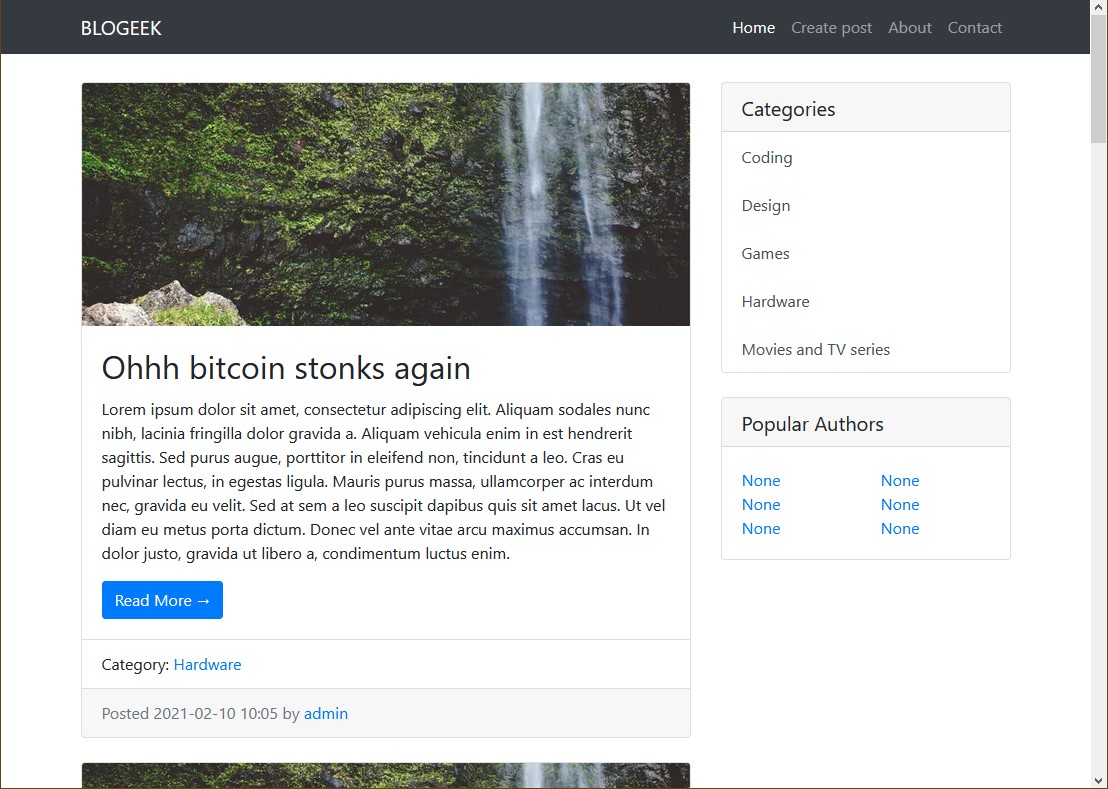 BLOGEEK
Home Create post About Contact
Ohhh bitcoin stonks again
Lorem ipsum dolor sit amet, consectetur adipiscing elit. Aliquam sodales nunc
nibh, lacinia fringilla dolor gravida a. Aliquam vehicula enim in est hendrerit
sagittis. Sed purus augue, porttitor in eleifend non, tincidunt a leo. Cras eu
pulvinar lectus, in egestas ligula. Mauris purus massa, ullamcorper ac interdum
nec, gravida eu velit. Sed at sem a leo suscipit dapibus quis sit amet lacus. Ut vel
diam eu metus porta dictum. Donec vel ante vitae arcu maximus accumsan. In
dolor justo, gravida ut libero a, condimentum luctus enim.
Read More →
Category: Hardware
Posted 2021-02-10 10:05 by admin
Categories
Coding
Design
Games
Hardware
Movies and TV series
Popular Authors
None None
None None
None None